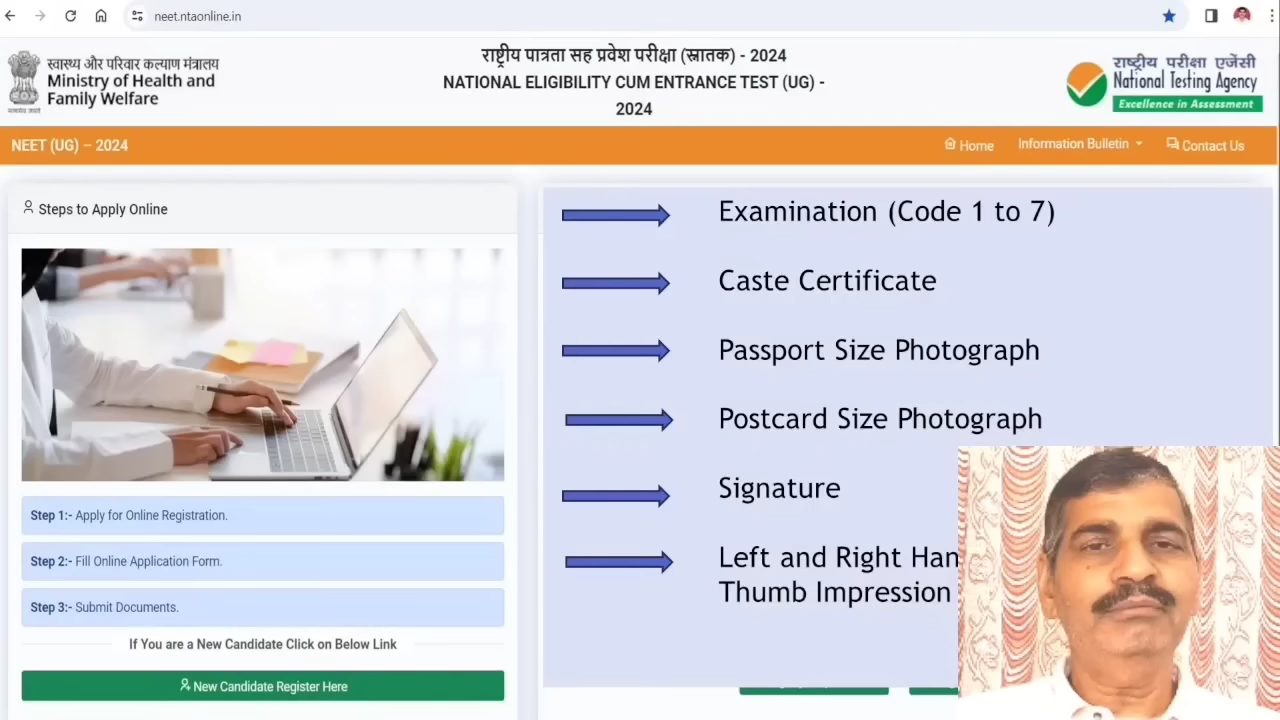 neet.ntaonline.in
स्वास्थ्य और परिवार कल्याण मंत्रालय
Ministry of Health and
Family Welfare
राष्ट्रीय पात्रता सह प्रवेश परीक्षा (स्नातक) - 2024
NATIONAL ELIGIBILITY CUM ENTRANCE TEST (UG) -
2024
राष्ट्रीय परीक्षा एजेंसी
National Testing Agency
Excellence in Assessment
NEET (UG) – 2024
Home Information Bulletin Contact Us
Steps to Apply Online
Step 1:- Apply for Online Registration.
Step 2:- Fill Online Application Form.
Step 3:- Submit Documents.
If You are a New Candidate Click on Below Link
New Candidate Register Here
Examination (Code 1 to 7)
Caste Certificate
Passport Size Photograph
Postcard Size Photograph
Signature
Left and Right Han
Thumb Impression